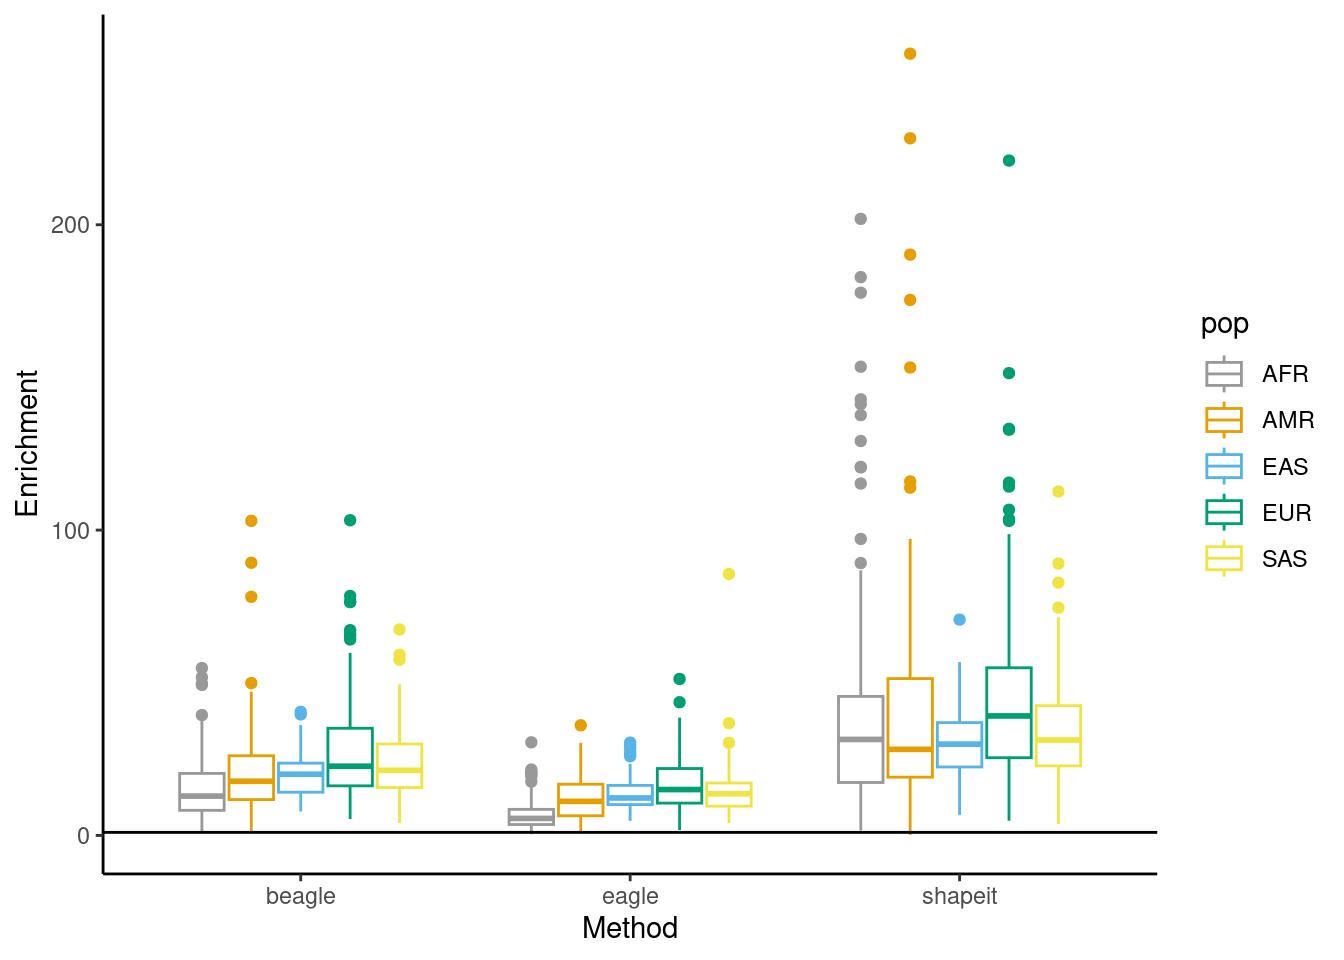 Enrichment
200
100
0
beagle
eagle
shapeit
Method
pop
AFR
AMR
EAS
EUR
SAS